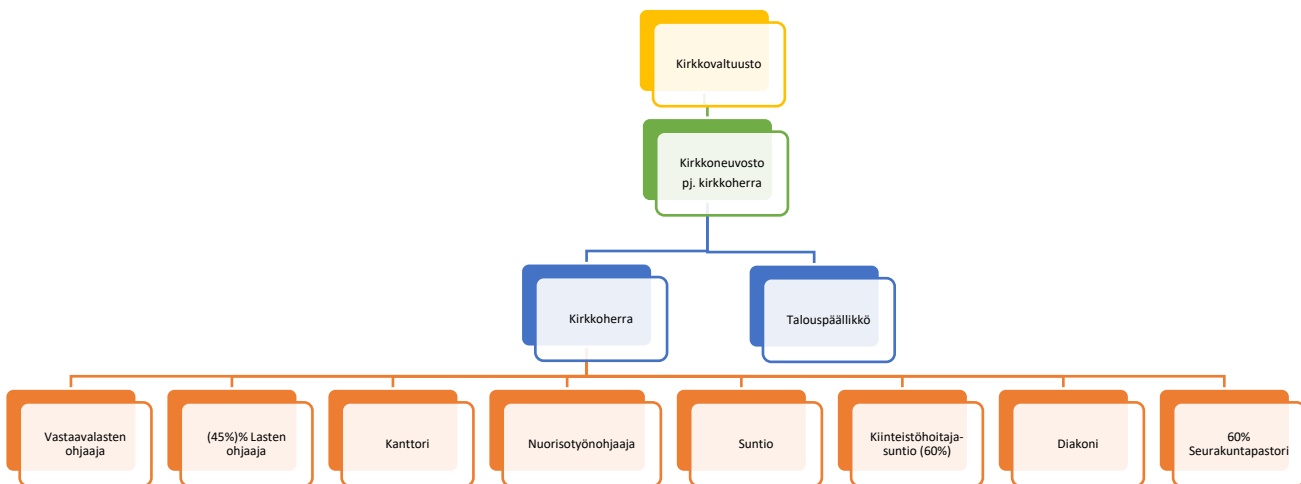 Kirkkovaltuusto
Kirkkoneuvosto
pj. kirkkoherra
Kirkkoherra
Talouspäällikkö
Vastaavalasten
ohjaaja
(45%)% Lasten
ohjaaja
Kanttori
Nuorisotyönohjaaja
Suntio
Kiinteistöhoitaja-
suntio (60%)
Diakoni
60%
Seurakuntapastori